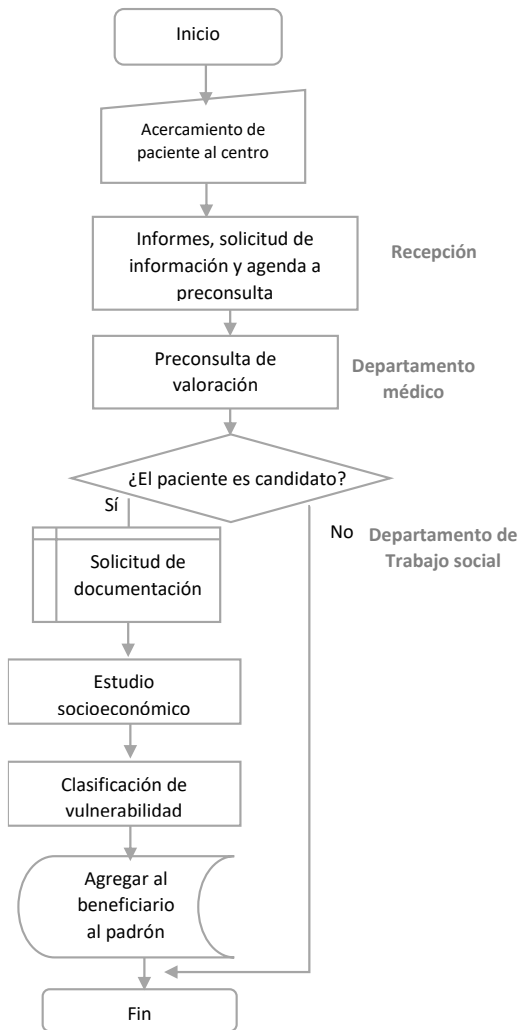 Inicio
Acercamiento de
paciente al centro
Informes, solicitud de
información y agenda a
preconsulta
Recepción
Preconsulta de
valoración
Departamento
médico
¿El paciente es candidato?
Sí
No
Departamento de
Trabajo social
Solicitud de
documentación
Estudio
socioeconómico
Clasificación de
vulnerabilidad
Agregar al
beneficiario
al padrón
Fin